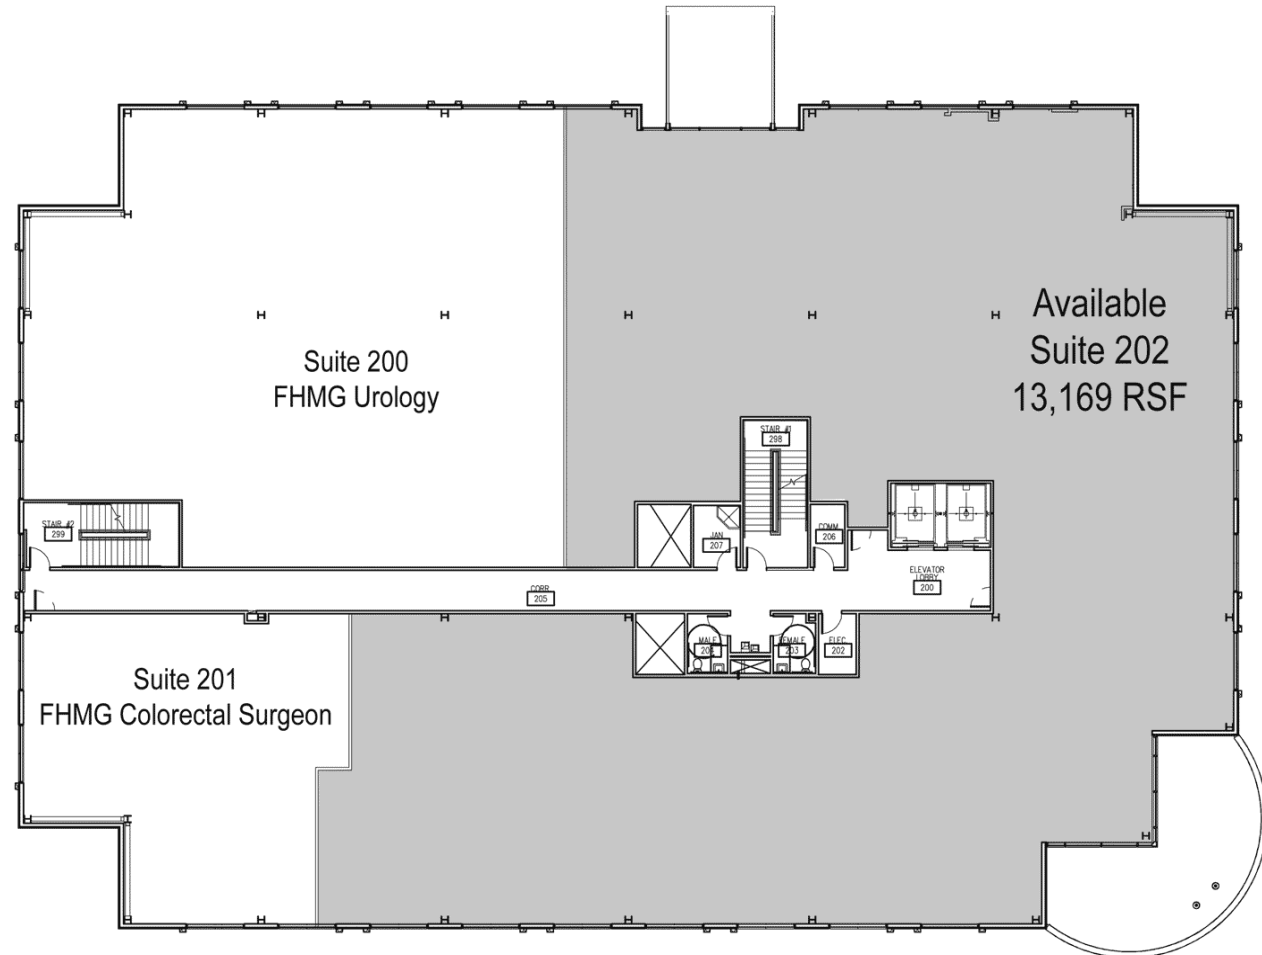 Available
Suite 202
13,169 RSF
Suite 200
FHMG Urology
STAIR #1
298
STAIR #2
299
JAN
207
COMM
206
ELEVATOR
LOBBY
200
CORR
205
MALE
204
FEMALE
203
ELEC
202
Suite 201
FHMG Colorectal Surgeon